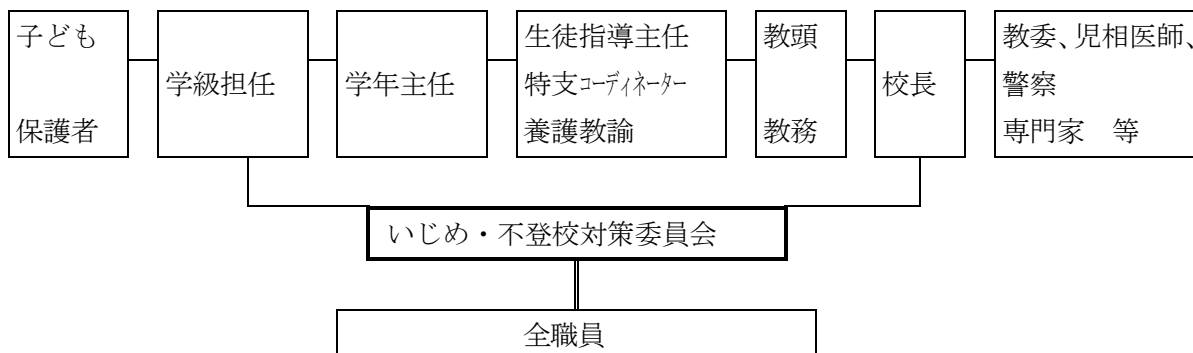 子ども
保護者
学級担任
学年主任
生徒指導主任
特支コーディネーター
養護教諭
教頭
教務
校長
教委、児相医師、
警察
専門家　等
いじめ・不登校対策委員会
全職員